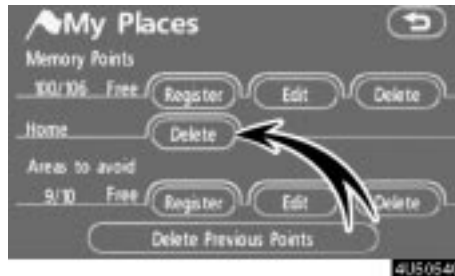 My Places
Memory Points
100/106 Free Register Edit Delete
Home Delete
Areas to avoid
9/10 Free Register Edit Delete
Delete Previous Points
4U5054